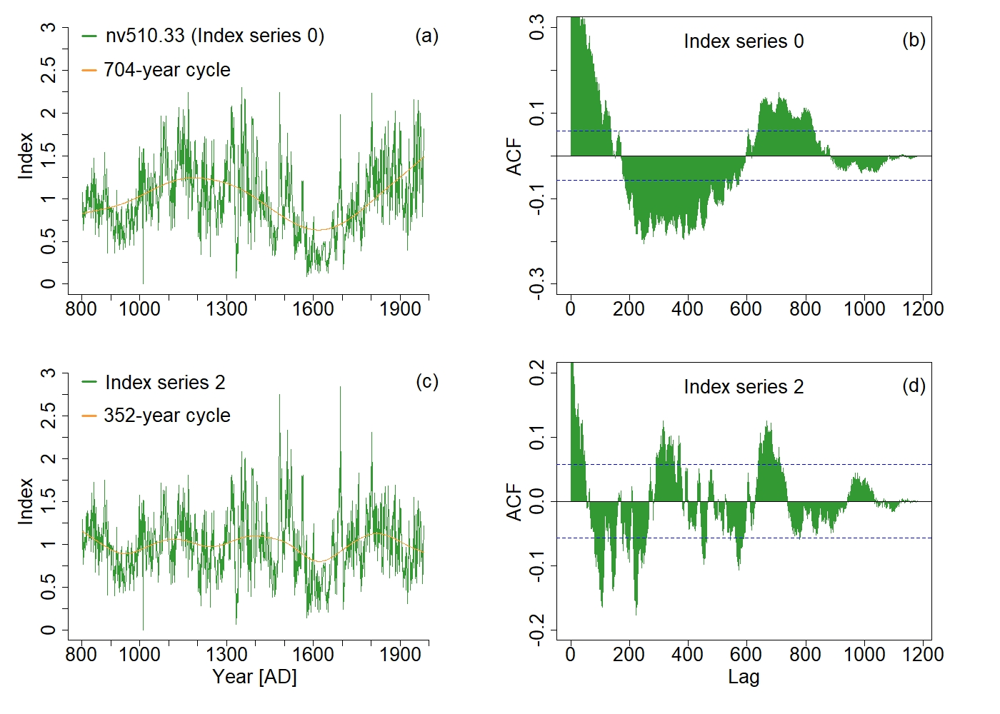 nv510.33 (Index series 0)
704-year cycle
(a)
3
2.5
2
1.5
1
0.5
0
Index
800 1000 1300 1600 1900
Index series 0
(b)
0.3
0.1
-0.1
-0.3
ACF
0 200 400 600 800 1000 1200
Index series 2
352-year cycle
(c)
3
2.5
2
1.5
1
0.5
0
Index
800 1000 1300 1600 1900
Year [AD]
Index series 2
(d)
0.2
0.1
0.0
-0.1
-0.2
ACF
0 200 400 600 800 1000 1200
Lag